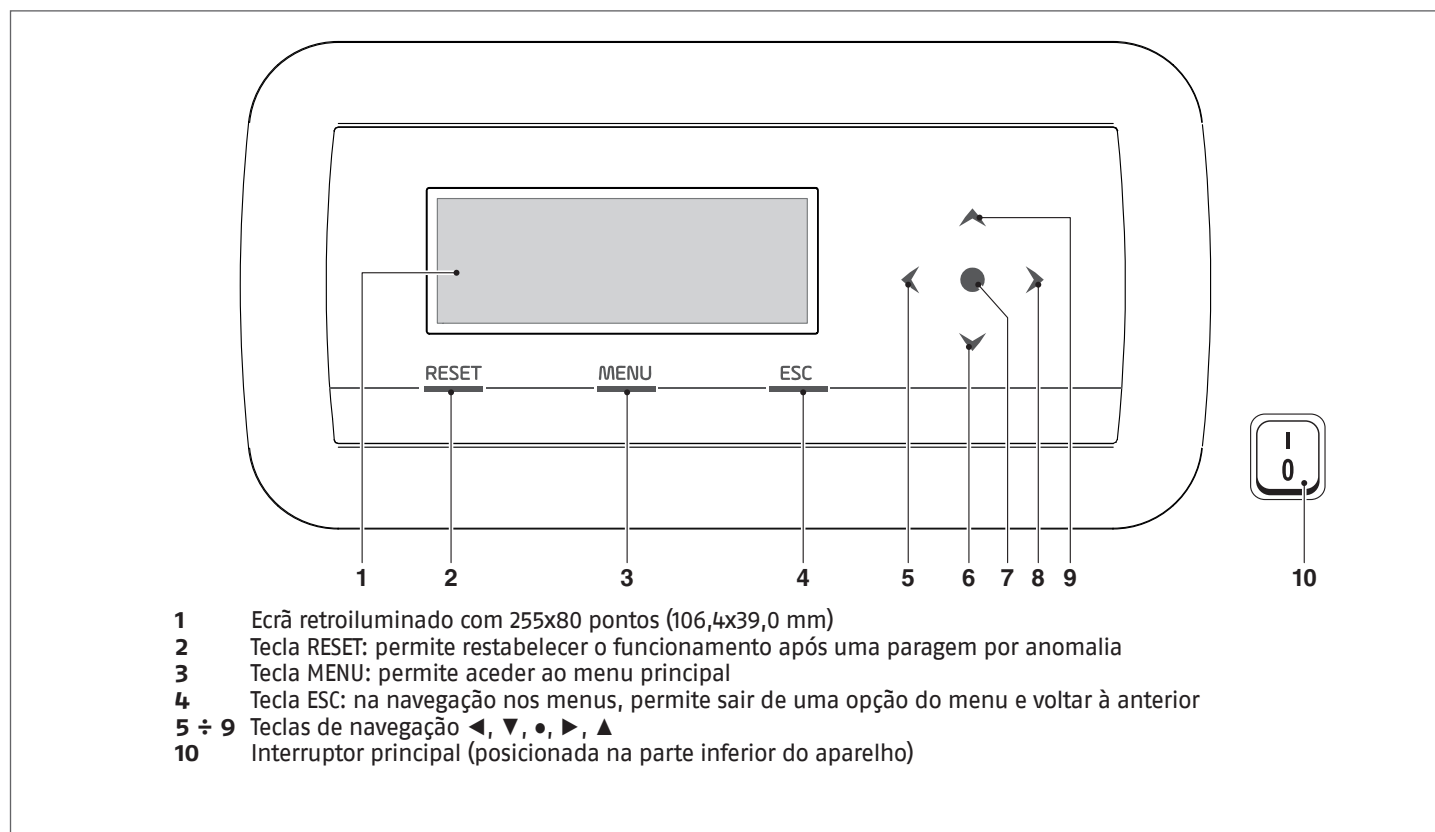 RESET MENU ESC
I
0
1 2 3 4 5 6 7 8 9 10
1 Ecrã retroiluminado com 255x80 pontos (106,4x39,0 mm)
2 Tecla RESET: permite restabelecer o funcionamento após uma paragem por anomalia
3 Tecla MENU: permite aceder ao menu principal
4 Tecla ESC: na navegação nos menus, permite sair de uma opção do menu e voltar à anterior
5 ÷ 9 Teclas de navegação ◄, ▼, ●, ►, ▲
10 Interruptor principal (posicionada na parte inferior do aparelho)